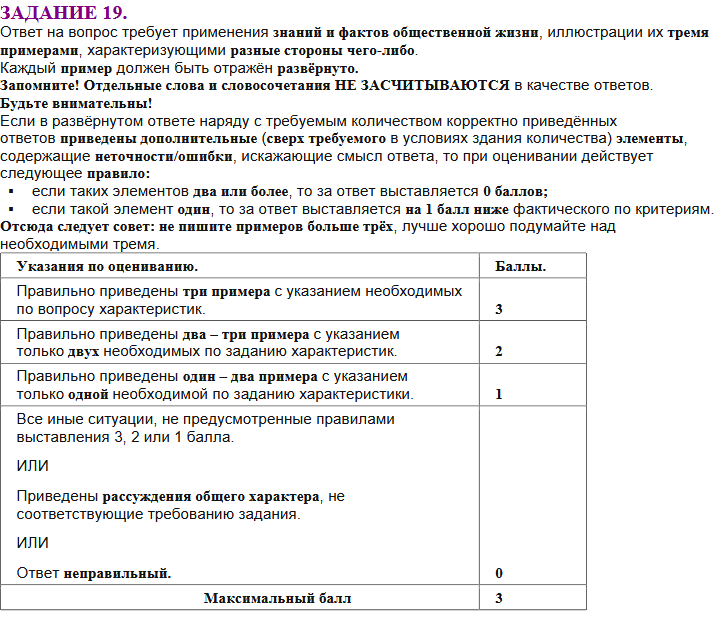 ЗАДАНИЕ 19.
Ответ на вопрос требует применения знаний и фактов общественной жизни, иллюстрации их тремя
примерами, характеризующими разные стороны чего-либо.
Каждый пример должен быть отражён развёрнуто.
Запомните! Отдельные слова и словосочетания НЕ ЗАСЧИТЫВАЮТСЯ в качестве ответов.
Будьте внимательны!
Если в развёрнутом ответе наряду с требуемым количеством корректно приведённых
ответов приведены дополнительные (сверх требуемого в условиях здания количества) элементы,
содержащие неточности/ошибки, искажающие смысл ответа, то при оценивании действует
следующее правило:
▪ если таких элементов два или более, то за ответ выставляется 0 баллов;
▪ если такой элемент один, то за ответ выставляется на 1 балл ниже фактического по критериям.
Отсюда следует совет: не пишите примеров больше трёх, лучше хорошо подумайте над
необходимыми тремя.
Указания по оцениванию. Баллы.
Правильно приведены три примера с указанием необходимых
по вопросу характеристик. 3
Правильно приведены два – три примера с указанием
только двух необходимых по заданию характеристик. 2
Правильно приведены один – два примера с указанием
только одной необходимой по заданию характеристики. 1
Все иные ситуации, не предусмотренные правилами
выставления 3, 2 или 1 балла.
ИЛИ
Приведены рассуждения общего характера, не
соответствующие требованию задания.
ИЛИ
Ответ неправильный. 0
Максимальный балл 3